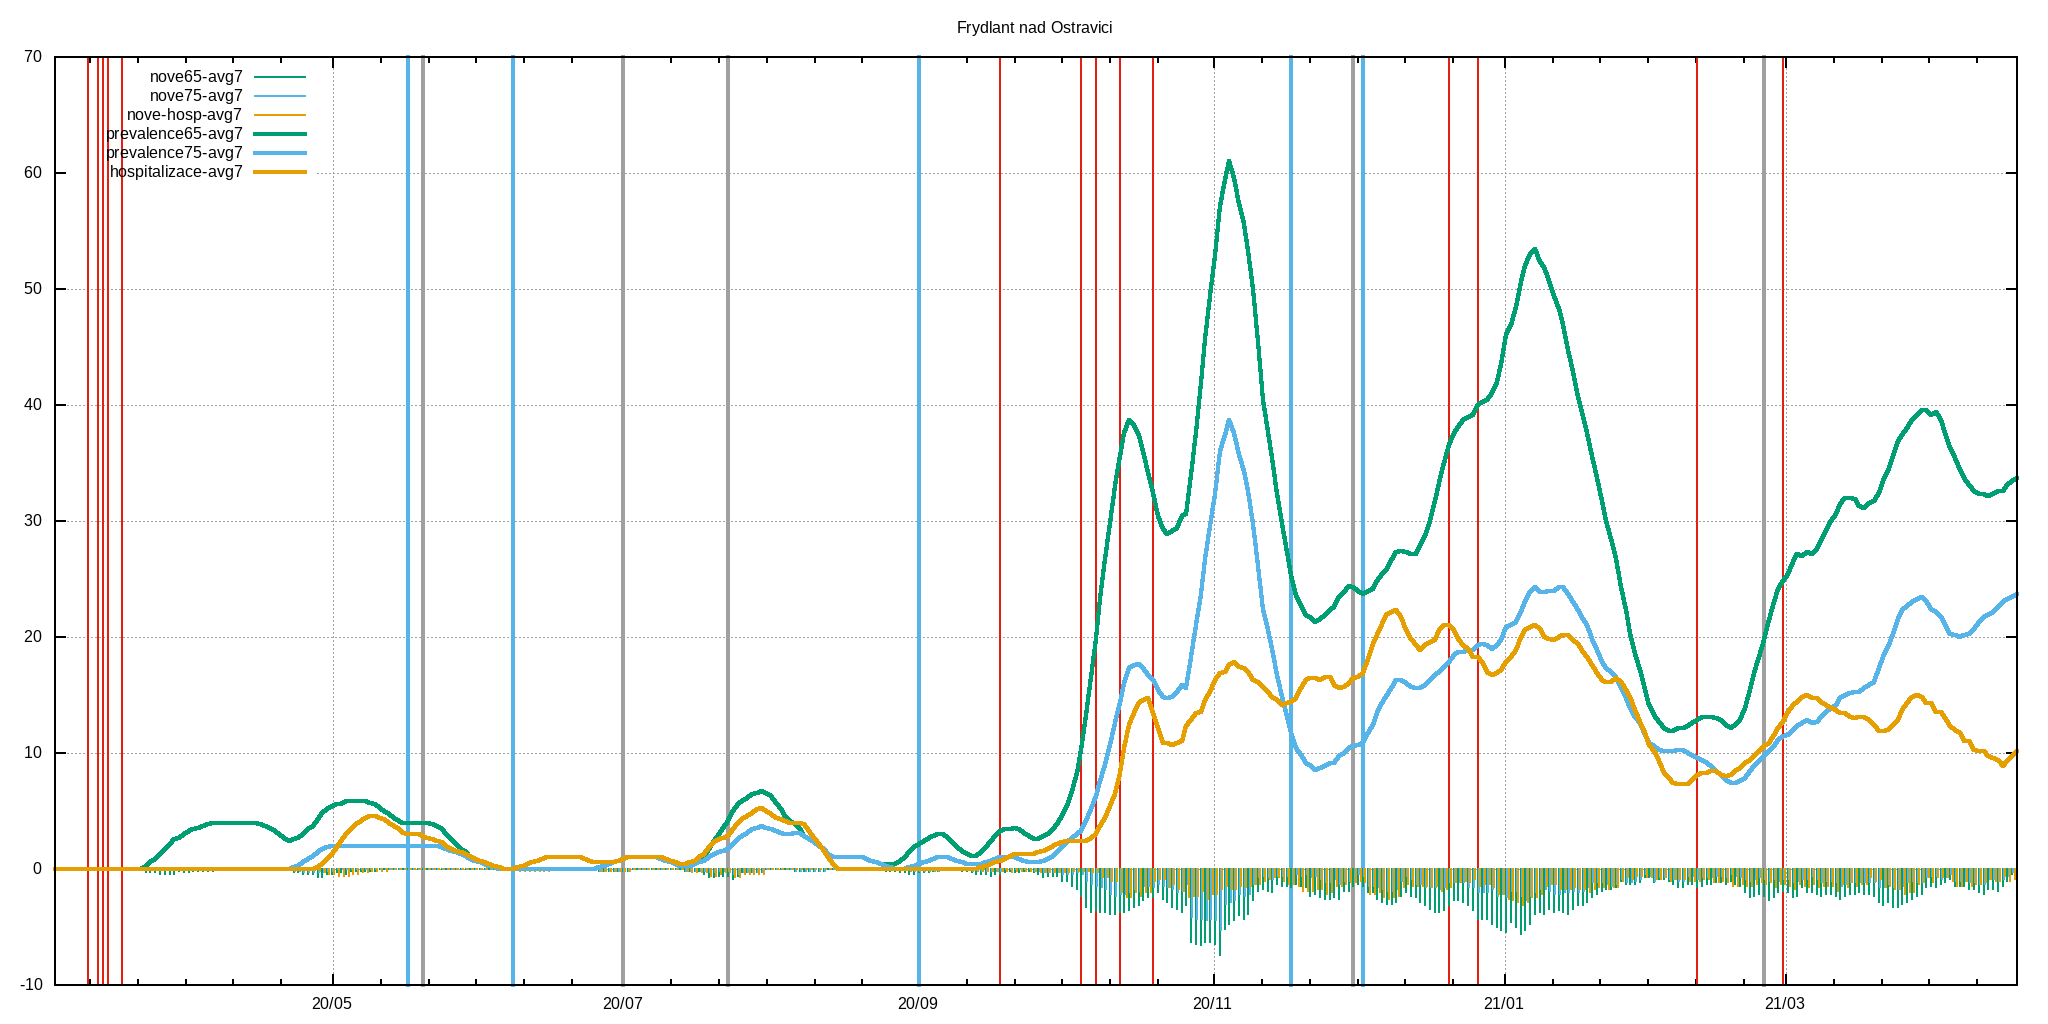 Frydlant nad Ostravici
70
60
50
40
30
20
10
0
-10
nove65-avg7
nove75-avg7
nove-hosp-avg7
prevalence65-avg7
prevalence75-avg7
hospitalizace-avg7
20/05 20/07 20/09 20/11 21/01 21/03